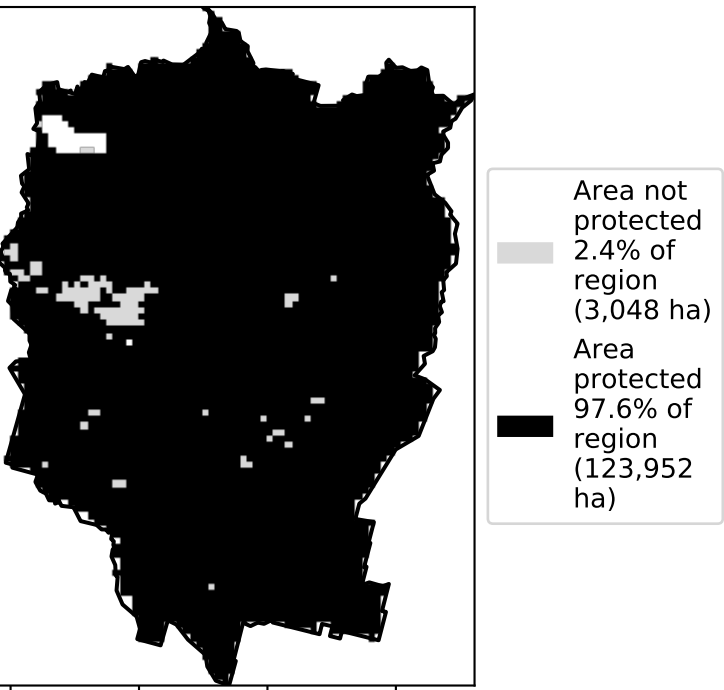 Area not
protected
2.4% of
region
(3,048 ha)
Area
protected
97.6% of
region
(123,952
ha)